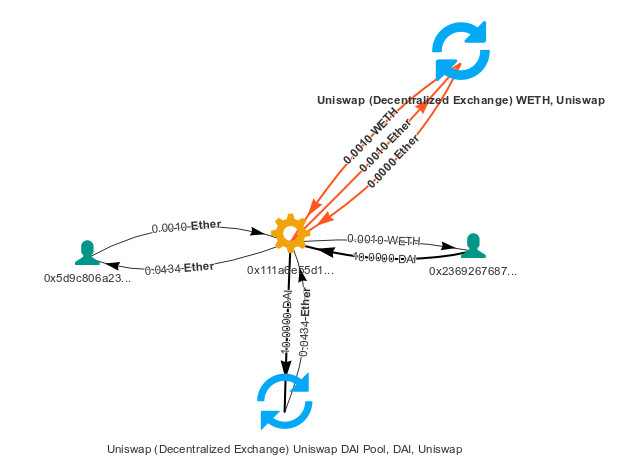 Uniswap (Decentralized Exchange) WETH, Uniswap
0.0010-WETH
0.0010-Ether
0.0000-Ether
0.0010-Ether
0.0434-Ether
0.0010-WETH
10.0000-DAI
0x5d9c806a23...
0x111a6e55d1...
0x2369267687...
10.0000-DAI
0.0434-Ether
Uniswap (Decentralized Exchange) Uniswap DAI Pool, DAI, Uniswap